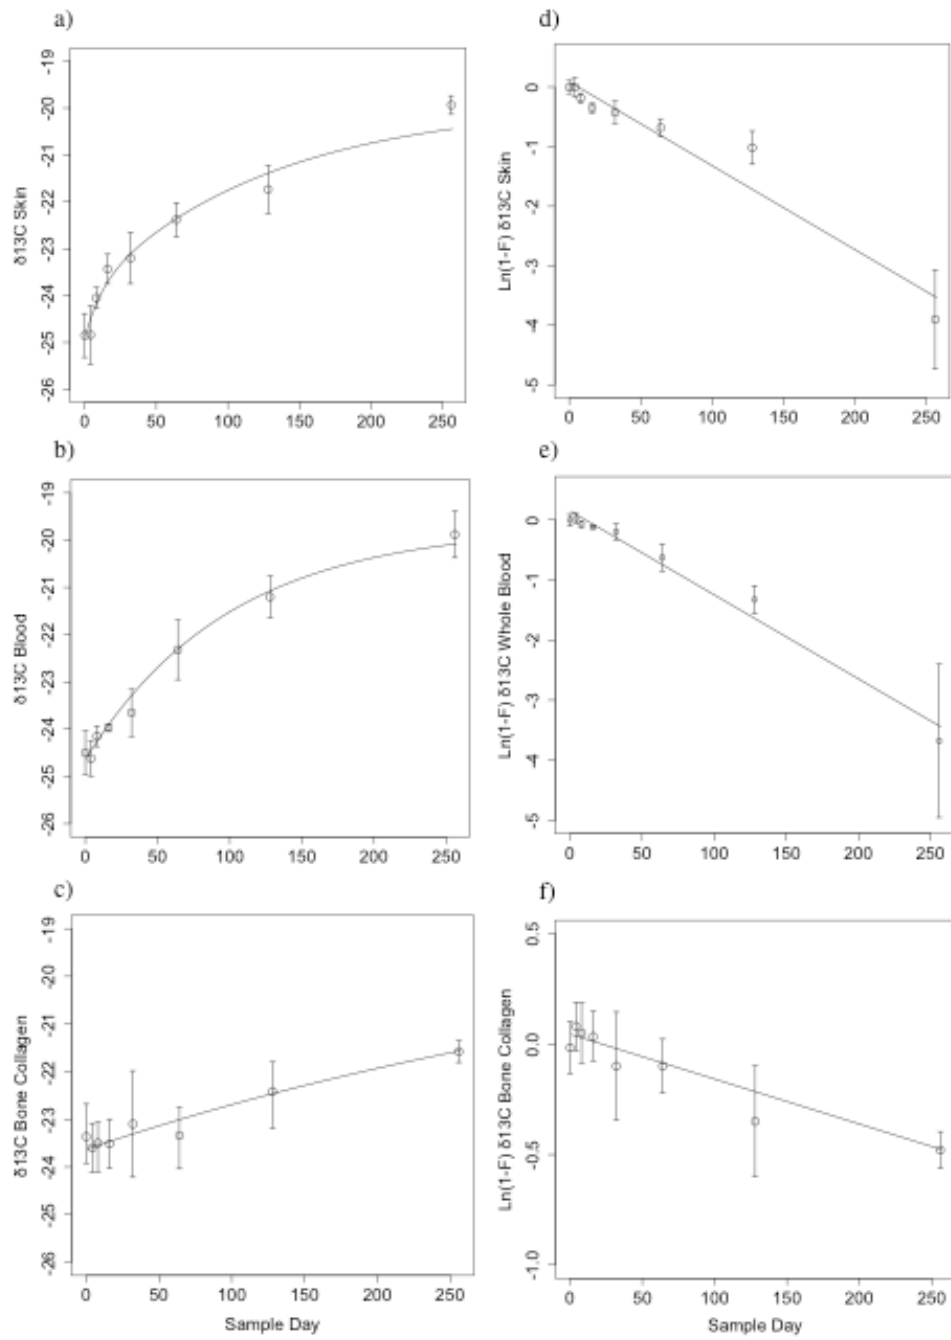 a)
δ13C Skin
-19
-20
-21
-22
-23
-24
-25
-26
0 50 100 150 200 250
d)
Ln(1-F) δ13C Skin
0
-1
-2
-3
-4
-5
0 50 100 150 200 250
b)
δ13C Blood
-19
-20
-21
-22
-23
-24
-25
-26
0 50 100 150 200 250
e)
Ln(1-F) δ13C Whole Blood
0
-1
-2
-3
-4
-5
0 50 100 150 200 250
c)
δ13C Bone Collagen
-19
-20
-21
-22
-23
-24
-25
-26
0 50 100 150 200 250
Sample Day
f)
Ln(1-F) δ13C Bone Collagen
0.5
0.0
-0.5
-1.0
0 50 100 150 200 250
Sample Day